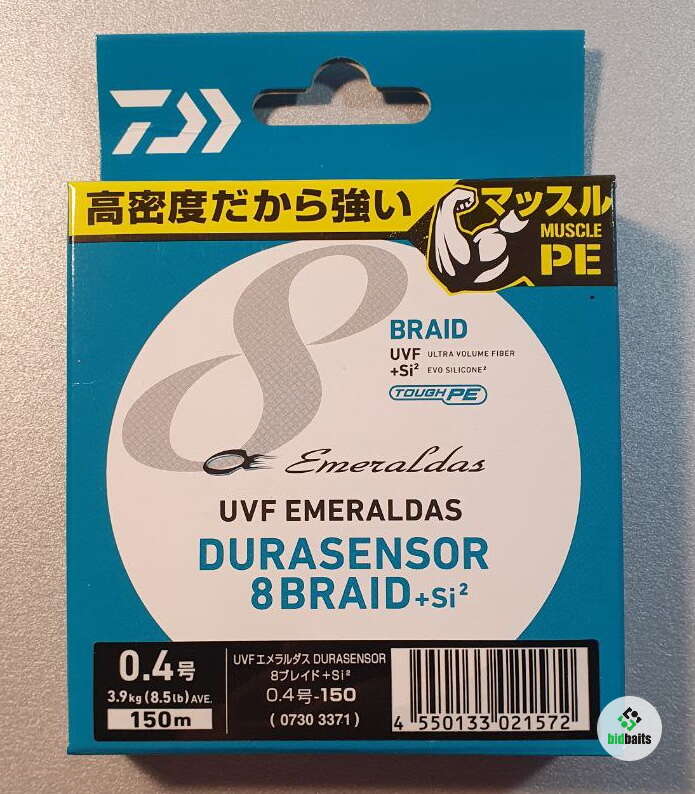 高密度だから強い
マッスル
MUSCLE
PE
8
BRAID
UVF ULTRA VOLUME FIBER
+Si² EVO SILICONE²
TOUGH PE
Emeraldas
UVF EMERALDAS
DURASENSOR
8BRAID+Si²
0.4号
3.9kg (8.5lb) AVE.
150m
UVFエメラルダス DURASENSOR
8ブレイド+Si²
0.4号-150
( 0730 3371 )
4 550133 021572
bidbaits